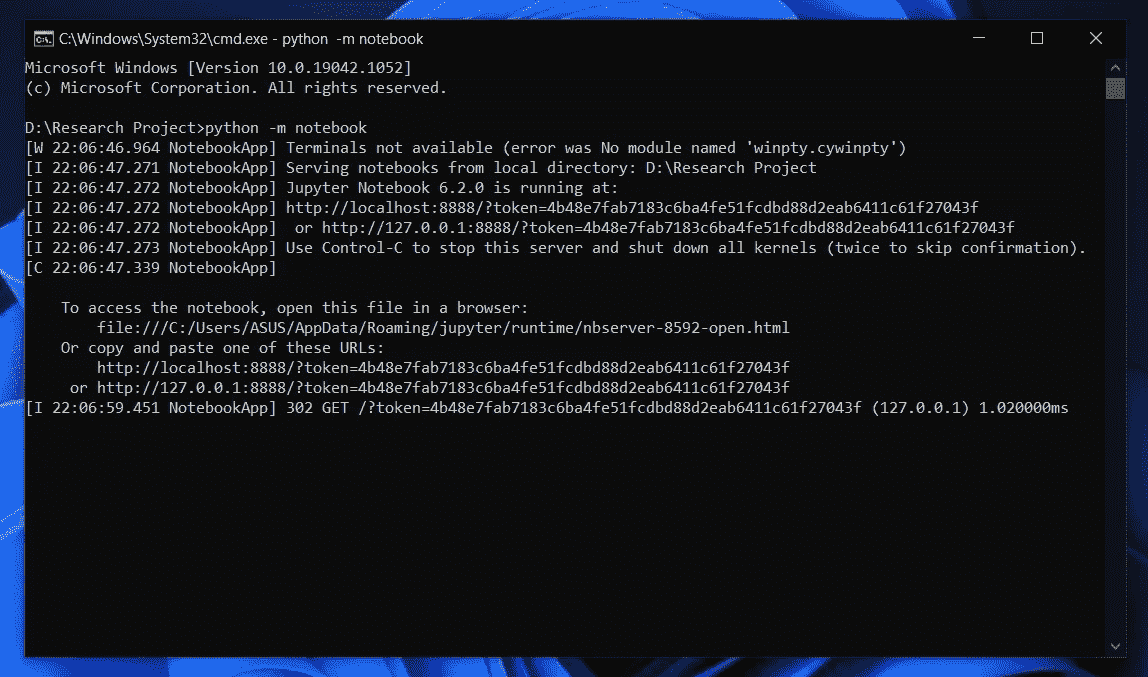 C:\Windows\System32\cmd.exe - python -m notebook
Microsoft Windows [Version 10.0.19042.1052]
(c) Microsoft Corporation. All rights reserved.
D:\Research Project>python -m notebook
[W 22:06:46.964 NotebookApp] Terminals not available (error was No module named 'winpty.cywinpty')
[I 22:06:47.271 NotebookApp] Serving notebooks from local directory: D:\Research Project
[I 22:06:47.272 NotebookApp] Jupyter Notebook 6.2.0 is running at:
[I 22:06:47.272 NotebookApp] http://localhost:8888/?token=4b48e7fab7183c6ba4fe51fcdbd88d2eab6411c61f27043f
[I 22:06:47.272 NotebookApp]  or http://127.0.0.1:8888/?token=4b48e7fab7183c6ba4fe51fcdbd88d2eab6411c61f27043f
[I 22:06:47.273 NotebookApp] Use Control-C to stop this server and shut down all kernels (twice to skip confirmation).
[C 22:06:47.339 NotebookApp]
To access the notebook, open this file in a browser:
file:///C:/Users/ASUS/AppData/Roaming/jupyter/runtime/nbserver-8592-open.html
Or copy and paste one of these URLs:
http://localhost:8888/?token=4b48e7fab7183c6ba4fe51fcdbd88d2eab6411c61f27043f
or http://127.0.0.1:8888/?token=4b48e7fab7183c6ba4fe51fcdbd88d2eab6411c61f27043f
[I 22:06:59.451 NotebookApp] 302 GET /?token=4b48e7fab7183c6ba4fe51fcdbd88d2eab6411c61f27043f (127.0.0.1) 1.020000ms